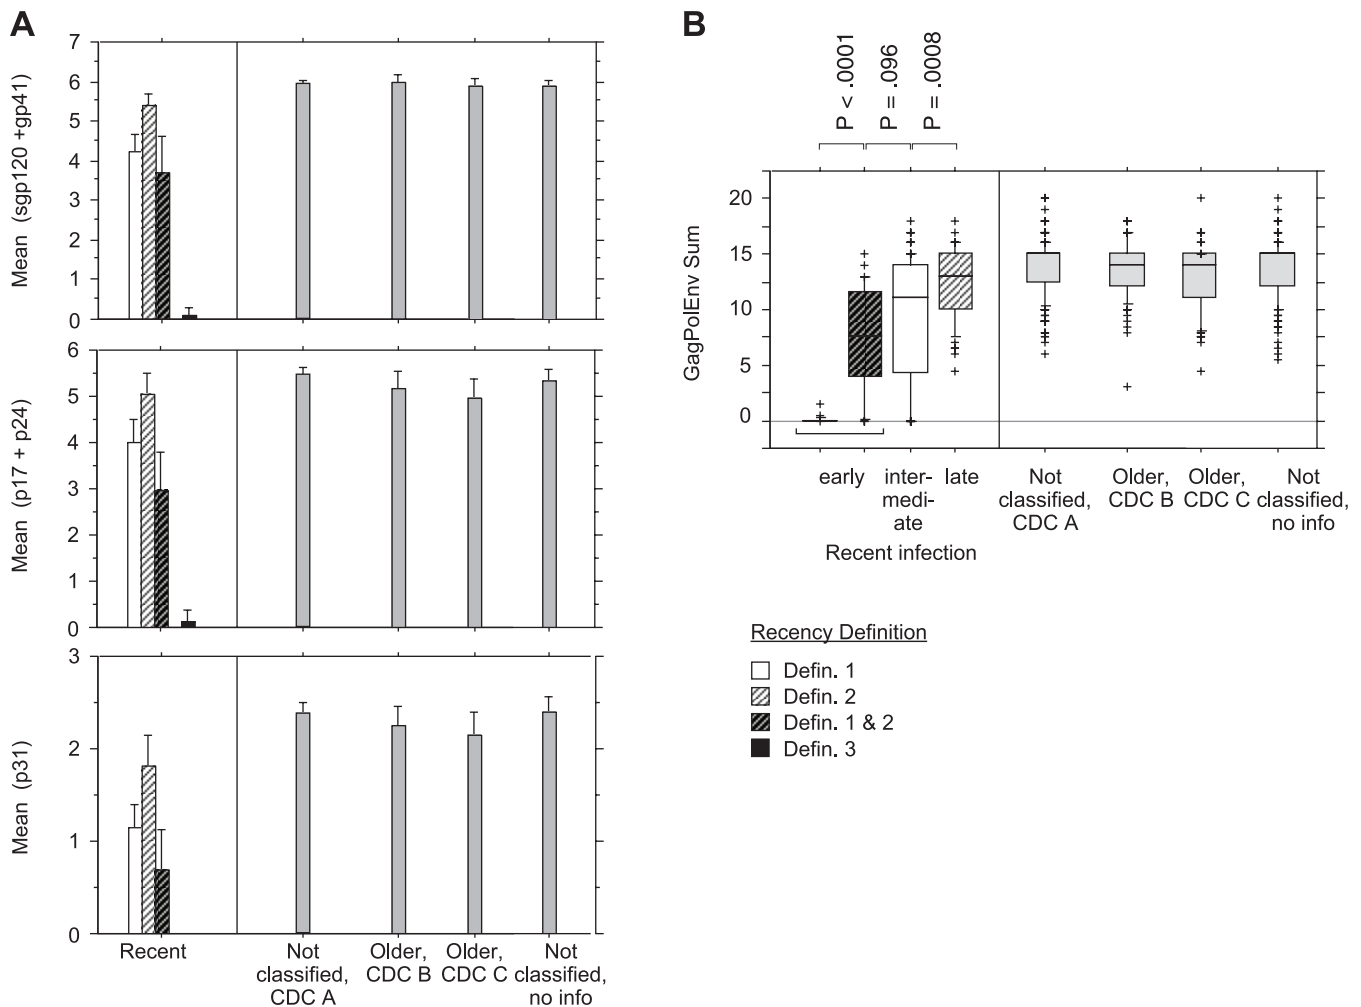 A
Mean (sgp120 +gp41)
7
6
5
4
3
2
1
0
Mean (p17 + p24)
6
5
4
3
2
1
0
Mean (p31)
3
2
1
0
Recent
Not
classified,
CDC A
Older,
CDC B
Older,
CDC C
Not
classified,
no info
B
P < .0001
P = .096
P = .0008
GagPolEnv Sum
20
15
10
5
0
early
inter-
medi-
ate
late
Recent infection
Not
classified,
CDC A
Older,
CDC B
Older,
CDC C
Not
classified,
no info
Recency Definition
Defin. 1
Defin. 2
Defin. 1 & 2
Defin. 3